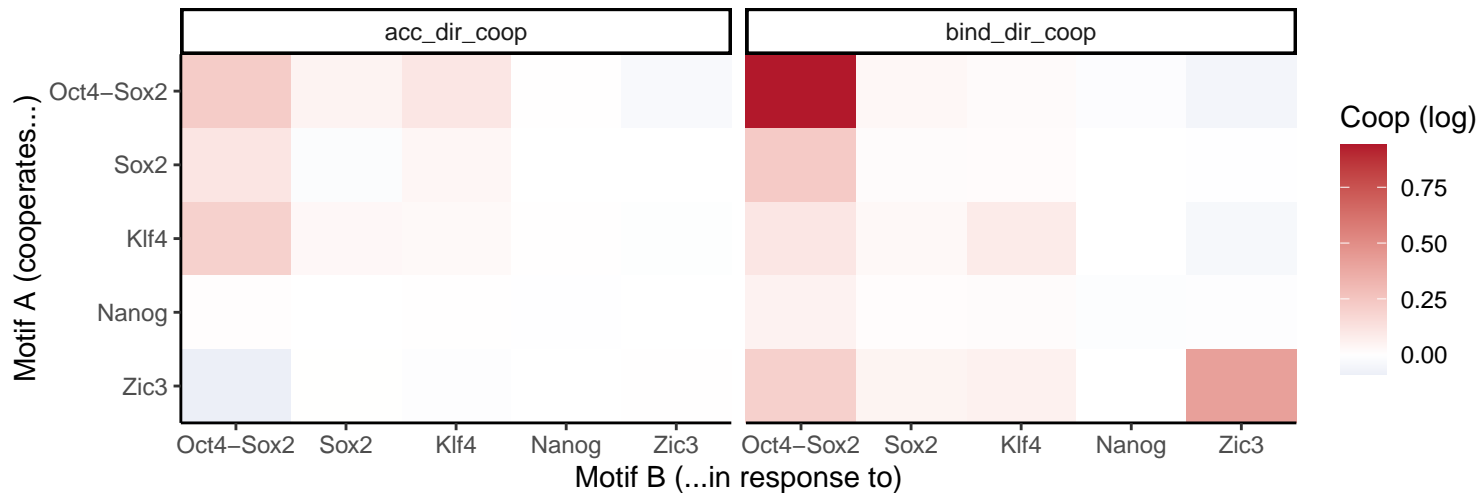 acc_dir_coop
bind_dir_coop
Motif A (cooperates...)
Oct4−Sox2
Sox2
Klf4
Nanog
Zic3
Oct4−Sox2 Sox2 Klf4 Nanog Zic3
Oct4−Sox2 Sox2 Klf4 Nanog Zic3
Motif B (...in response to)
Coop (log)
0.75
0.50
0.25
0.00